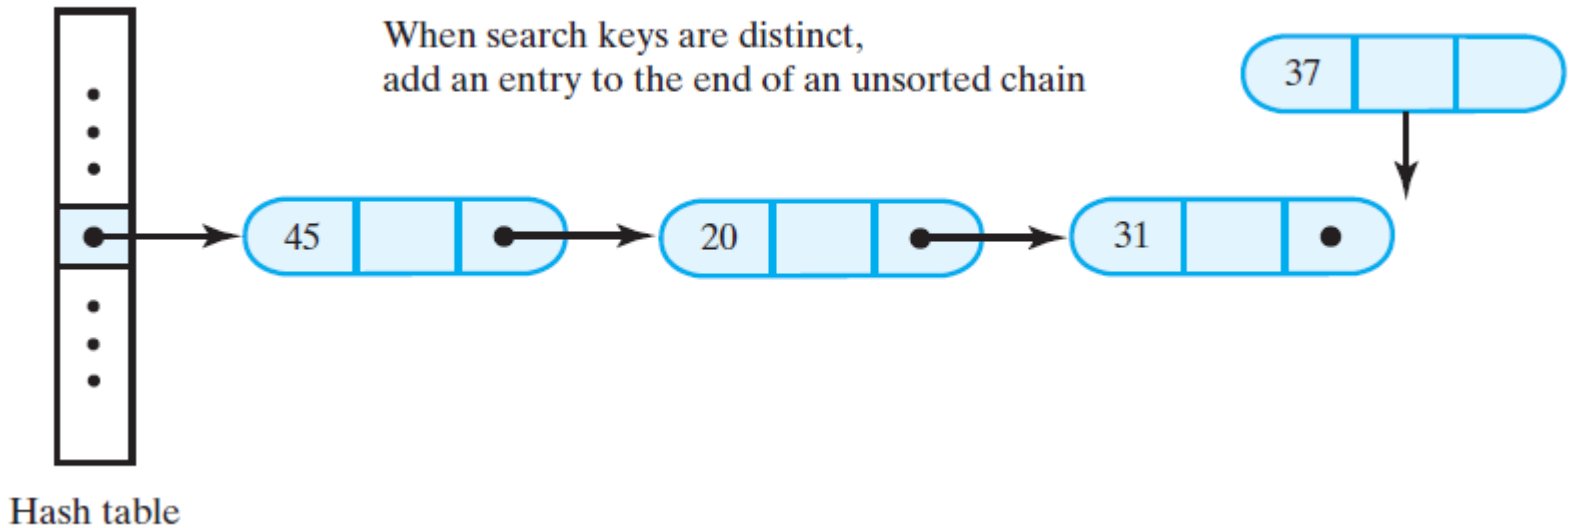 When search keys are distinct,
add an entry to the end of an unsorted chain
37
45
20
31
Hash table